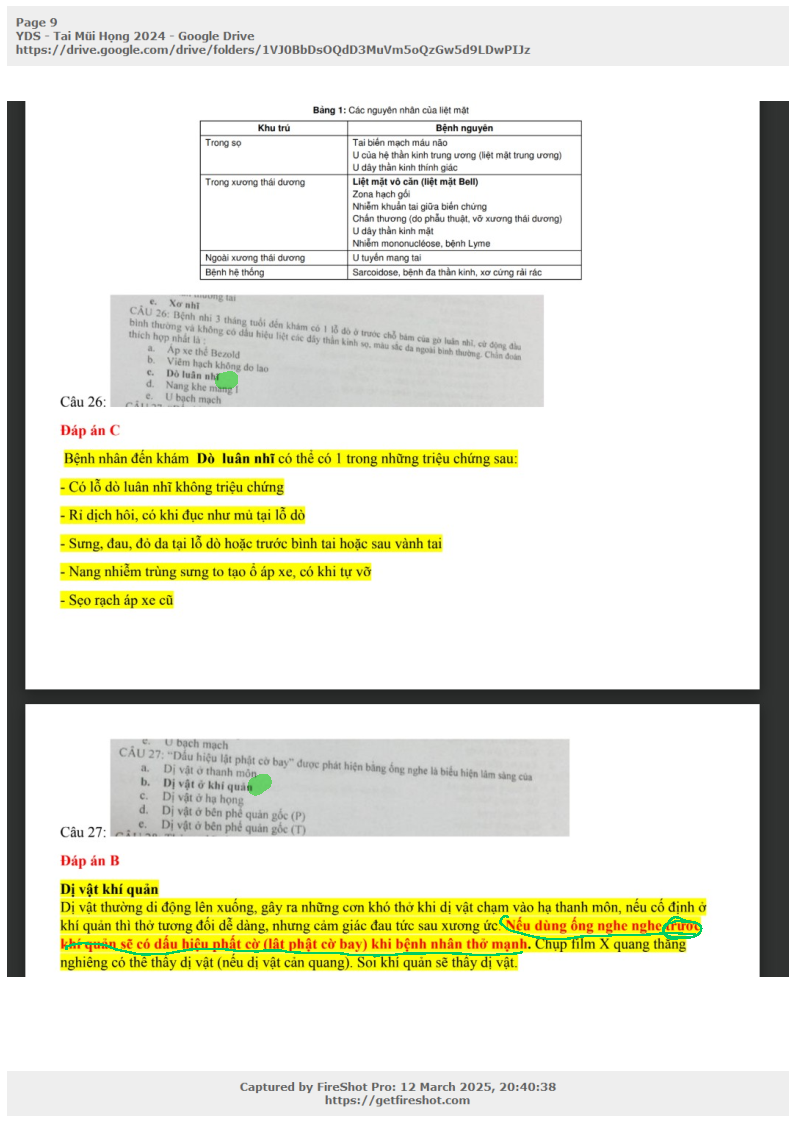 Page 9
YDS - Tai Mũi Họng 2024 - Google Drive
https://drive.google.com/drive/folders/1VJ0BbDsOQdD3MuVm5oQzGw5d9LDwPIJz
Bảng 1: Các nguyên nhân của liệt mặt
Khu trú Bệnh nguyên
Trong sọ Tai biến mạch máu não
U của hệ thần kinh trung ương (liệt mặt trung ương)
U dây thần kinh thính giác
Trong xương thái dương Liệt mặt vô căn (liệt mặt Bell)
Zona hạch gối
Nhiễm khuẩn tai giữa biến chứng
Chấn thương (do phẫu thuật, vỡ xương thái dương)
U dây thần kinh mặt
Nhiễm mononucléose, bệnh Lyme
Ngoài xương thái dương U tuyến mang tai
Bệnh hệ thống Sarcoidose, bệnh đa thần kinh, xơ cứng rải rác
e. Xơ nhĩ
CÂU 26: Bệnh nhi 3 tháng tuổi đến khám có 1 lỗ dò ở trước chỗ bám của gờ luân nhĩ, cử động đầu
bình thường và không có dấu hiệu liệt các dây thần kinh sọ, màu sắc da ngoài bình thường. Chẩn đoán
thích hợp nhất là :
a. Áp xe thể Bezold
b. Viêm hạch không do lao
c. Dò luân nhĩ
d. Nang khe mang I
e. U bạch mạch
Câu 26:
Đáp án C
Bệnh nhân đến khám Dò luân nhĩ có thể có 1 trong những triệu chứng sau:
- Có lỗ dò luân nhĩ không triệu chứng
- Rỉ dịch hôi, có khi đục như mủ tại lỗ dò
- Sưng, đau, đỏ da tại lỗ dò hoặc trước bình tai hoặc sau vành tai
- Nang nhiễm trùng sưng to tạo ổ áp xe, có khi tự vỡ
- Sẹo rạch áp xe cũ
e. U bạch mạch
CÂU 27: “Dấu hiệu lật phật cờ bay” được phát hiện bằng ống nghe là biểu hiện lâm sàng của
a. Dị vật ở thanh môn
b. Dị vật ở khí quản
c. Dị vật ở hạ họng
d. Dị vật ở bên phế quản gốc (P)
e. Dị vật ở bên phế quản gốc (T)
Câu 27:
Đáp án B
Dị vật khí quản
Dị vật thường di động lên xuống, gây ra những cơn khó thở khi dị vật chạm vào hạ thanh môn, nếu cố định ở
khí quản thì thở tương đối dễ dàng, nhưng cảm giác đau tức sau xương ức. Nếu dùng ống nghe nghe trước
khí quản sẽ có dấu hiệu phất cờ (lật phật cờ bay) khi bệnh nhân thở mạnh. Chụp film X quang thẳng
nghiêng có thể thấy dị vật (nếu dị vật cản quang). Soi khí quản sẽ thấy dị vật.
Captured by FireShot Pro: 12 March 2025, 20:40:38
https://getfireshot.com